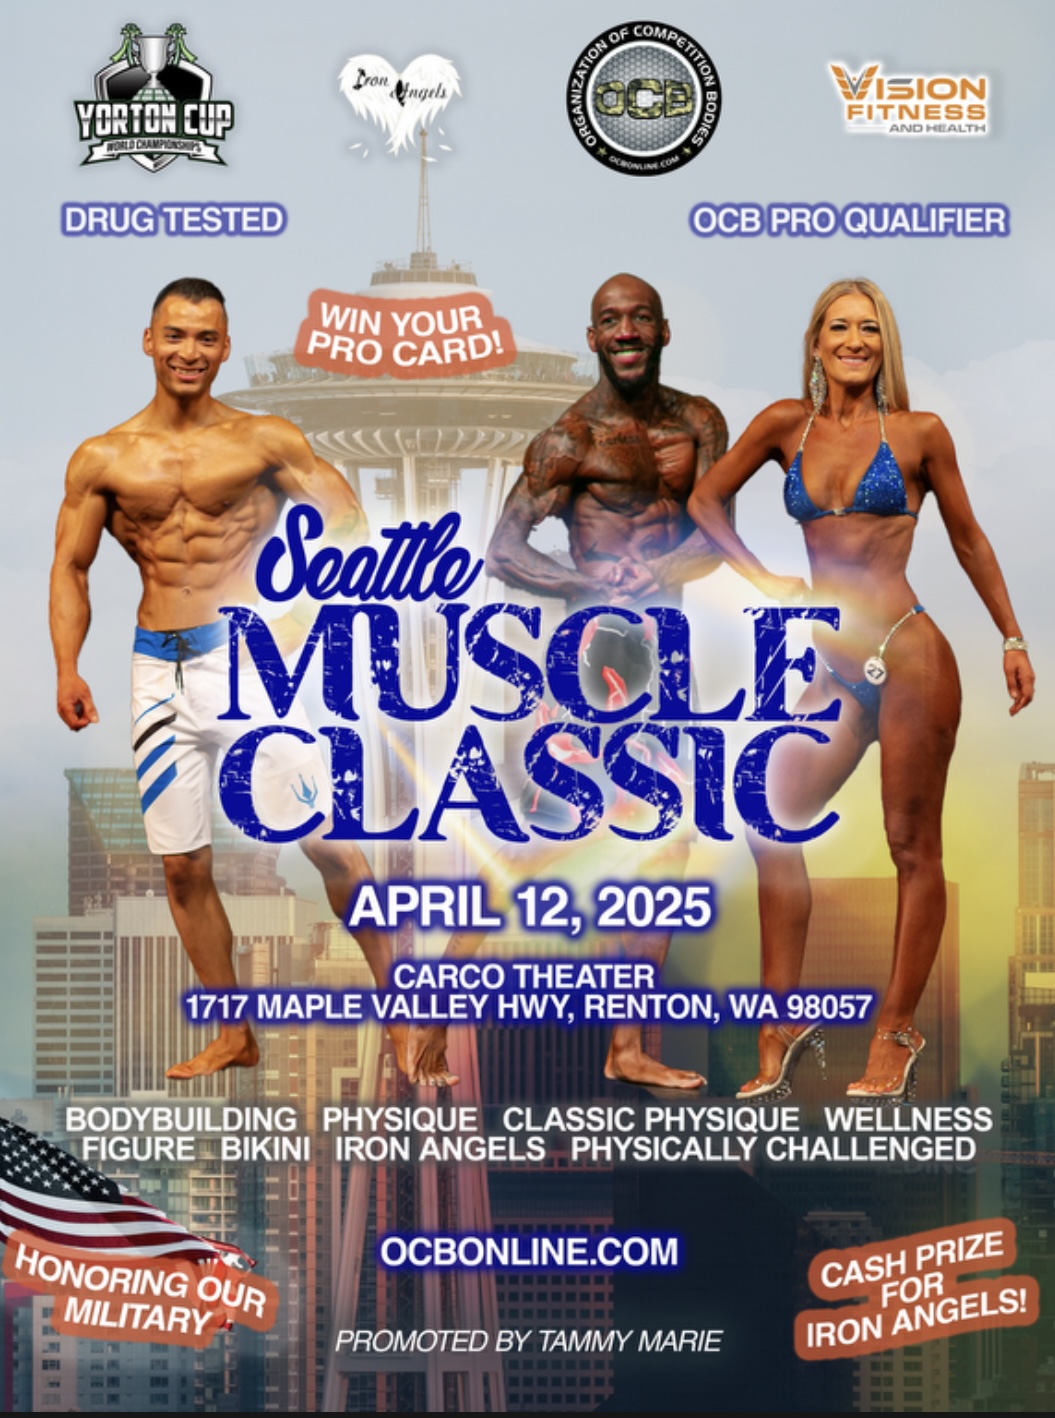 YORTON CUP
WORLD CHAMPIONSHIPS
Iron Angels
ORGANIZATION OF COMPETITION BODIES
OCB
OCBONLINE.COM
VISION
FITNESS
AND HEALTH
DRUG TESTED
OCB PRO QUALIFIER
WIN YOUR
PRO CARD!
Seattle
MUSCLE
CLASSIC
27
APRIL 12, 2025
CARCO THEATER
1717 MAPLE VALLEY HWY, RENTON, WA 98057
BODYBUILDING PHYSIQUE CLASSIC PHYSIQUE WELLNESS
FIGURE BIKINI IRON ANGELS PHYSICALLY CHALLENGED
OCBONLINE.COM
HONORING OUR
MILITARY
CASH PRIZE
FOR
IRON ANGELS!
PROMOTED BY TAMMY MARIE